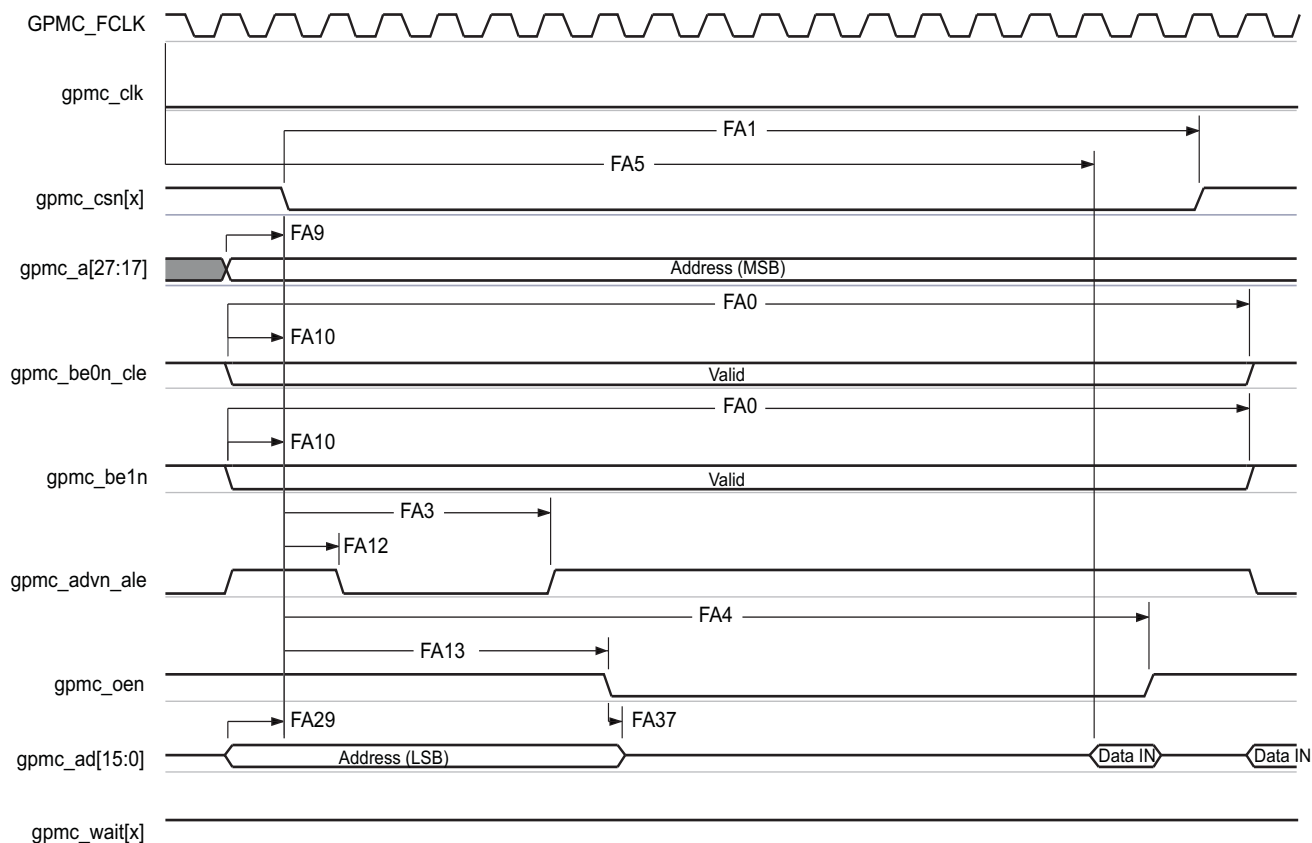 GPMC_FCLK
gpmc_clk
FA1
FA5
gpmc_csn[x]
FA9
gpmc_a[27:17] Address (MSB)
FA0
FA10
gpmc_be0n_cle Valid
FA0
FA10
gpmc_be1n Valid
FA3
FA12
gpmc_advn_ale
FA4
FA13
gpmc_oen
FA29 FA37
gpmc_ad[15:0] Address (LSB) Data IN Data IN
gpmc_wait[x]